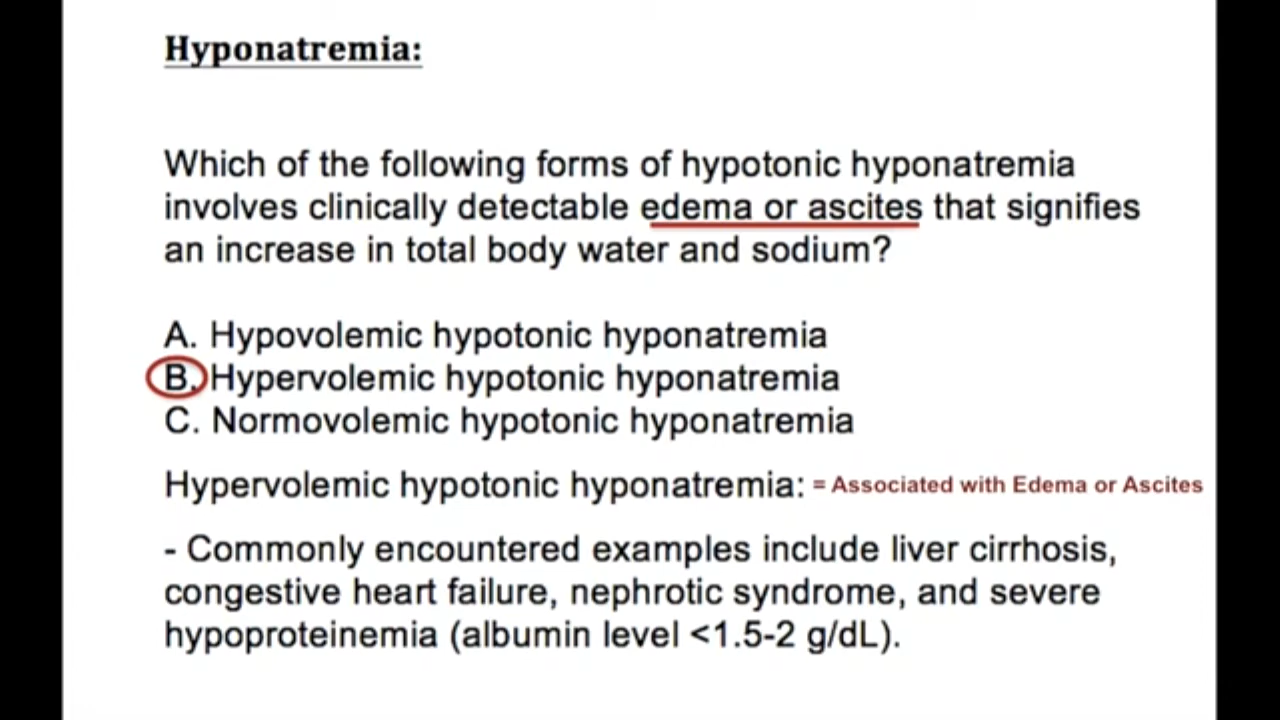 Hyponatremia:
Which of the following forms of hypotonic hyponatremia
involves clinically detectable edema or ascites that signifies
an increase in total body water and sodium?
A. Hypovolemic hypotonic hyponatremia
B. Hypervolemic hypotonic hyponatremia
C. Normovolemic hypotonic hyponatremia
Hypervolemic hypotonic hyponatremia: = Associated with Edema or Ascites
- Commonly encountered examples include liver cirrhosis,
congestive heart failure, nephrotic syndrome, and severe
hypoproteinemia (albumin level <1.5-2 g/dL).